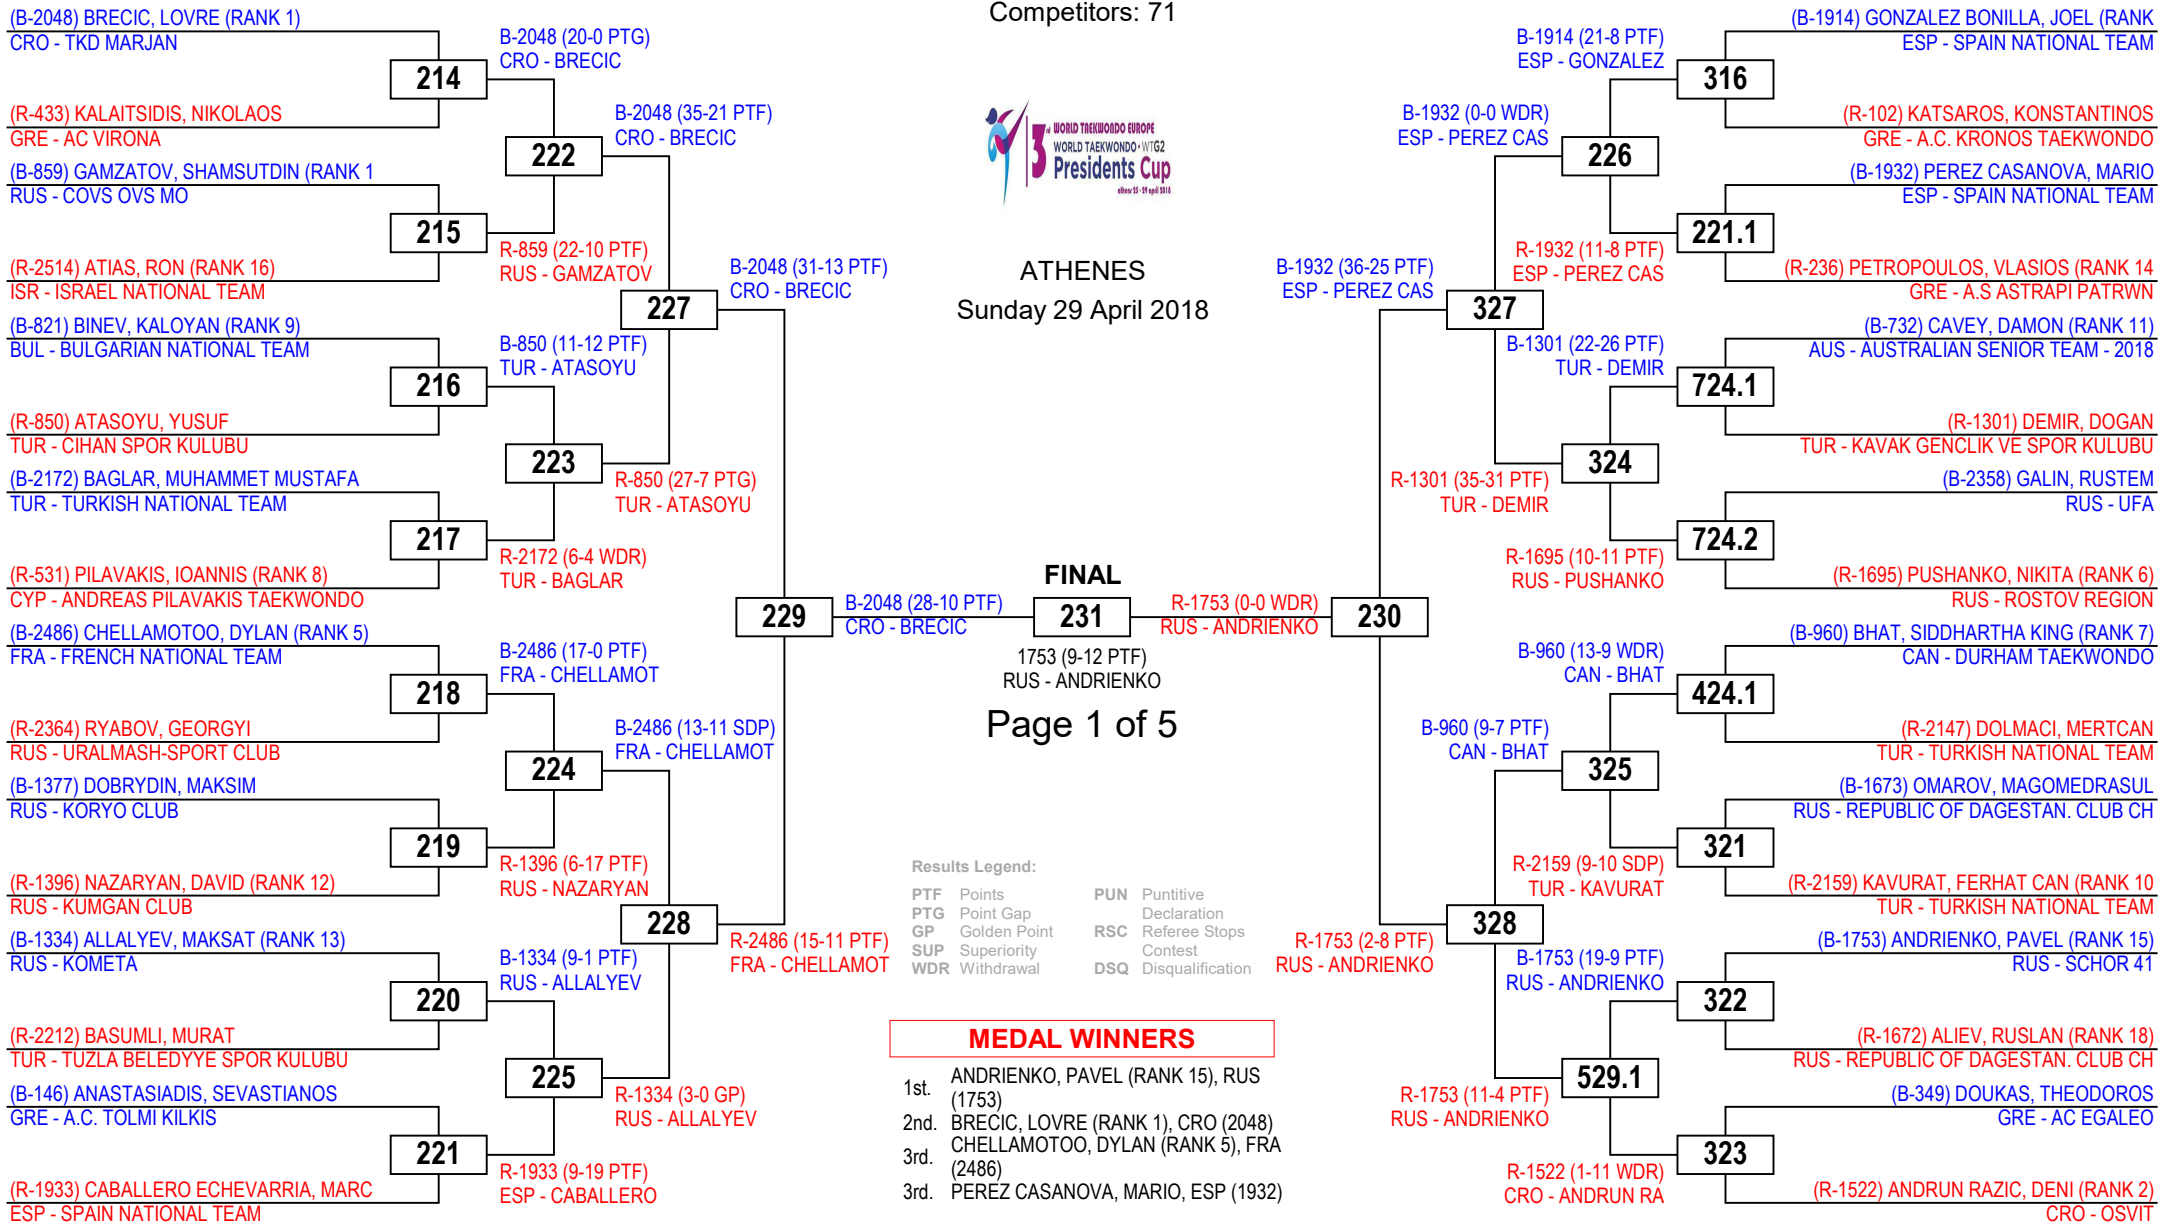 Competitors: 71
(B-2048) BRECIC, LOVRE (RANK 1)
CRO - TKD MARJAN
214
(R-433) KALAITSIDIS, NIKOLAOS
GRE - AC VIRONA
(B-859) GAMZATOV, SHAMSUTDIN (RANK 1
RUS - COVS OVS MO
215
(R-2514) ATIAS, RON (RANK 16)
ISR - ISRAEL NATIONAL TEAM
(B-821) BINEV, KALOYAN (RANK 9)
BUL - BULGARIAN NATIONAL TEAM
216
(R-850) ATASOYU, YUSUF
TUR - CIHAN SPOR KULUBU
(B-2172) BAGLAR, MUHAMMET MUSTAFA
TUR - TURKISH NATIONAL TEAM
217
(R-531) PILAVAKIS, IOANNIS (RANK 8)
CYP - ANDREAS PILAVAKIS TAEKWONDO
(B-2486) CHELLAMOTOO, DYLAN (RANK 5)
FRA - FRENCH NATIONAL TEAM
218
(R-2364) RYABOV, GEORGYI
RUS - URALMASH-SPORT CLUB
(B-1377) DOBRYDIN, MAKSIM
RUS - KORYO CLUB
219
(R-1396) NAZARYAN, DAVID (RANK 12)
RUS - KUMGAN CLUB
(B-1334) ALLALYEV, MAKSAT (RANK 13)
RUS - KOMETA
220
(R-2212) BASUMLI, MURAT
TUR - TUZLA BELEDYYE SPOR KULUBU
(B-146) ANASTASIADIS, SEVASTIANOS
GRE - A.C. TOLMI KILKIS
221
(R-1933) CABALLERO ECHEVARRIA, MARC
ESP - SPAIN NATIONAL TEAM
B-2048 (20-0 PTG)
CRO - BRECIC
222
R-859 (22-10 PTF)
RUS - GAMZATOV
B-850 (11-12 PTF)
TUR - ATASOYU
223
R-2172 (6-4 WDR)
TUR - BAGLAR
B-2486 (17-0 PTF)
FRA - CHELLAMOT
224
R-1396 (6-17 PTF)
RUS - NAZARYAN
B-1334 (9-1 PTF)
RUS - ALLALYEV
225
R-1933 (9-19 PTF)
ESP - CABALLERO
B-2048 (35-21 PTF)
CRO - BRECIC
227
R-850 (27-7 PTG)
TUR - ATASOYU
B-2486 (13-11 SDP)
FRA - CHELLAMOT
228
R-1334 (3-0 GP)
RUS - ALLALYEV
B-2048 (31-13 PTF)
CRO - BRECIC
229
R-2486 (15-11 PTF)
FRA - CHELLAMOT
3rd WORLD TAEKWONDO EUROPE
WORLD TAEKWONDO • WTG2
Presidents Cup
athens 25 - 29 april 2018
ATHENES
Sunday 29 April 2018
FINAL
B-2048 (28-10 PTF)
CRO - BRECIC
231
R-1753 (0-0 WDR)
RUS - ANDRIENKO
1753 (9-12 PTF)
RUS - ANDRIENKO
Page 1 of 5
Results Legend:
PTF Points
PTG Point Gap
GP Golden Point
SUP Superiority
WDR Withdrawal
PUN Puntitive
Declaration
RSC Referee Stops
Contest
DSQ Disqualification
MEDAL WINNERS
1st. ANDRIENKO, PAVEL (RANK 15), RUS
(1753)
2nd. BRECIC, LOVRE (RANK 1), CRO (2048)
3rd. CHELLAMOTOO, DYLAN (RANK 5), FRA
(2486)
3rd. PEREZ CASANOVA, MARIO, ESP (1932)
B-1932 (36-25 PTF)
ESP - PEREZ CAS
230
R-1753 (2-8 PTF)
RUS - ANDRIENKO
B-1932 (0-0 WDR)
ESP - PEREZ CAS
327
R-1301 (35-31 PTF)
TUR - DEMIR
B-960 (9-7 PTF)
CAN - BHAT
328
R-1753 (11-4 PTF)
RUS - ANDRIENKO
B-1914 (21-8 PTF)
ESP - GONZALEZ
226
R-1932 (11-8 PTF)
ESP - PEREZ CAS
B-1301 (22-26 PTF)
TUR - DEMIR
324
R-1695 (10-11 PTF)
RUS - PUSHANKO
B-960 (13-9 WDR)
CAN - BHAT
325
R-2159 (9-10 SDP)
TUR - KAVURAT
B-1753 (19-9 PTF)
RUS - ANDRIENKO
529.1
R-1522 (1-11 WDR)
CRO - ANDRUN RA
(B-1914) GONZALEZ BONILLA, JOEL (RANK
ESP - SPAIN NATIONAL TEAM
316
(R-102) KATSAROS, KONSTANTINOS
GRE - A.C. KRONOS TAEKWONDO
(B-1932) PEREZ CASANOVA, MARIO
ESP - SPAIN NATIONAL TEAM
221.1
(R-236) PETROPOULOS, VLASIOS (RANK 14
GRE - A.S ASTRAPI PATRWN
(B-732) CAVEY, DAMON (RANK 11)
AUS - AUSTRALIAN SENIOR TEAM - 2018
724.1
(R-1301) DEMIR, DOGAN
TUR - KAVAK GENCLIK VE SPOR KULUBU
(B-2358) GALIN, RUSTEM
RUS - UFA
724.2
(R-1695) PUSHANKO, NIKITA (RANK 6)
RUS - ROSTOV REGION
(B-960) BHAT, SIDDHARTHA KING (RANK 7)
CAN - DURHAM TAEKWONDO
424.1
(R-2147) DOLMACI, MERTCAN
TUR - TURKISH NATIONAL TEAM
(B-1673) OMAROV, MAGOMEDRASUL
RUS - REPUBLIC OF DAGESTAN. CLUB CH
321
(R-2159) KAVURAT, FERHAT CAN (RANK 10
TUR - TURKISH NATIONAL TEAM
(B-1753) ANDRIENKO, PAVEL (RANK 15)
RUS - SCHOR 41
322
(R-1672) ALIEV, RUSLAN (RANK 18)
RUS - REPUBLIC OF DAGESTAN. CLUB CH
(B-349) DOUKAS, THEODOROS
GRE - AC EGALEO
323
(R-1522) ANDRUN RAZIC, DENI (RANK 2)
CRO - OSVIT